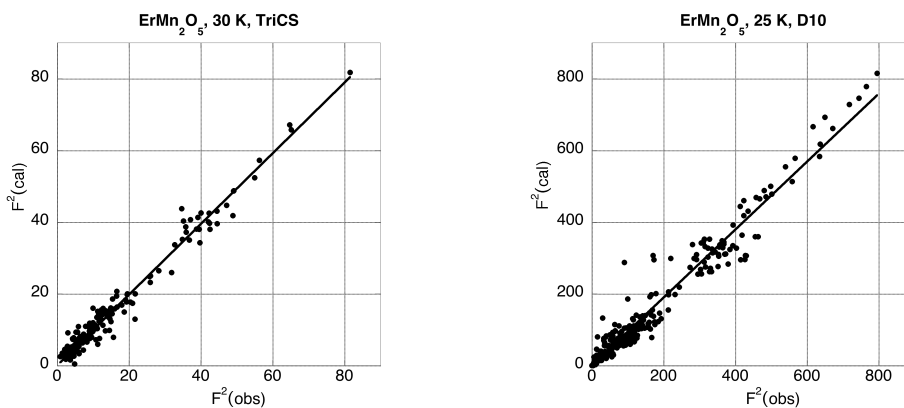 ErMn₂O₅, 30 K, TriCS
80
60
40
20
0
F²(cal)
0 20 40 60 80
F²(obs)
ErMn₂O₅, 25 K, D10
800
600
400
200
0
F²(cal)
0 200 400 600 800
F²(obs)